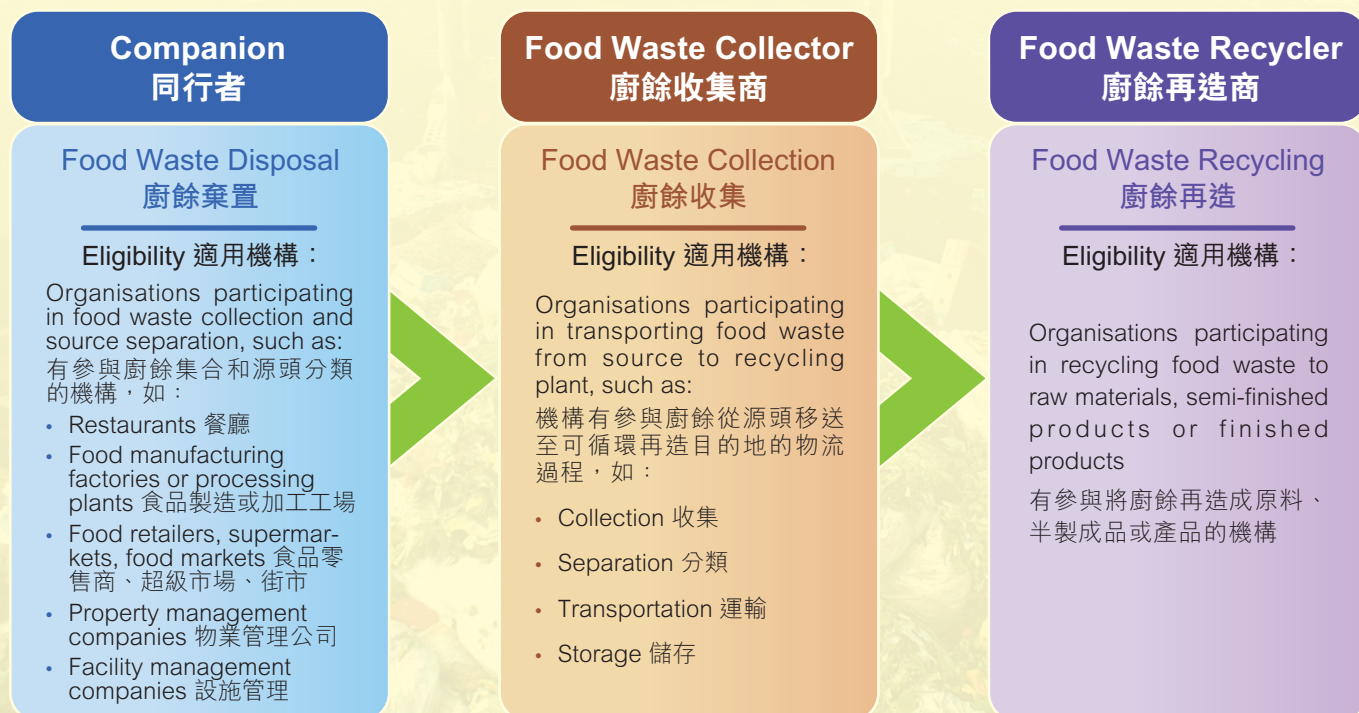 Companion
同行者
Food Waste Disposal
廚餘棄置
Eligibility 適用機構：
Organisations participating
in food waste collection and
source separation, such as:
有參與廚餘集合和源頭分類
的機構，如：
• Restaurants 餐廳
• Food manufacturing
factories or processing
plants 食品製造或加工工場
• Food retailers, supermar-
kets, food markets 食品零
售商、超級市場、街市
• Property management
companies 物業管理公司
• Facility management
companies 設施管理
Food Waste Collector
廚餘收集商
Food Waste Collection
廚餘收集
Eligibility 適用機構：
Organisations participating
in transporting food waste
from source to recycling
plant, such as:
機構有參與廚餘從源頭移送
至可循環再造目的地的物流
過程，如：
• Collection 收集
• Separation 分類
• Transportation 運輸
• Storage 儲存
Food Waste Recycler
廚餘再造商
Food Waste Recycling
廚餘再造
Eligibility 適用機構：
Organisations participating
in recycling food waste to
raw materials, semi-finished
products or finished
products
有參與將廚餘再造成原料、
半製成品或產品的機構